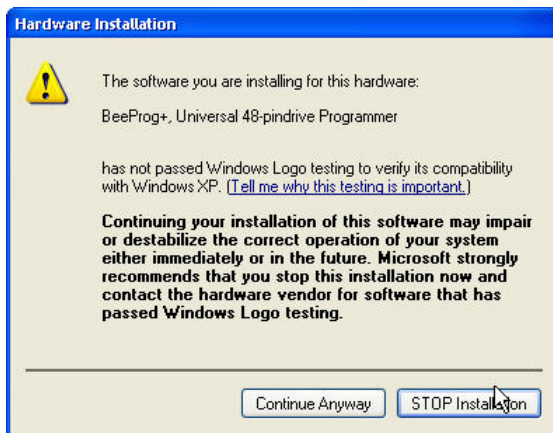 Hardware Installation
The software you are installing for this hardware:
BeeProg+, Universal 48-pindrive Programmer
has not passed Windows Logo testing to verify its compatibility
with Windows XP. (Tell me why this testing is important.)
Continuing your installation of this software may impair
or destabilize the correct operation of your system
either immediately or in the future. Microsoft strongly
recommends that you stop this installation now and
contact the hardware vendor for software that has
passed Windows Logo testing.
Continue Anyway
STOP Installation